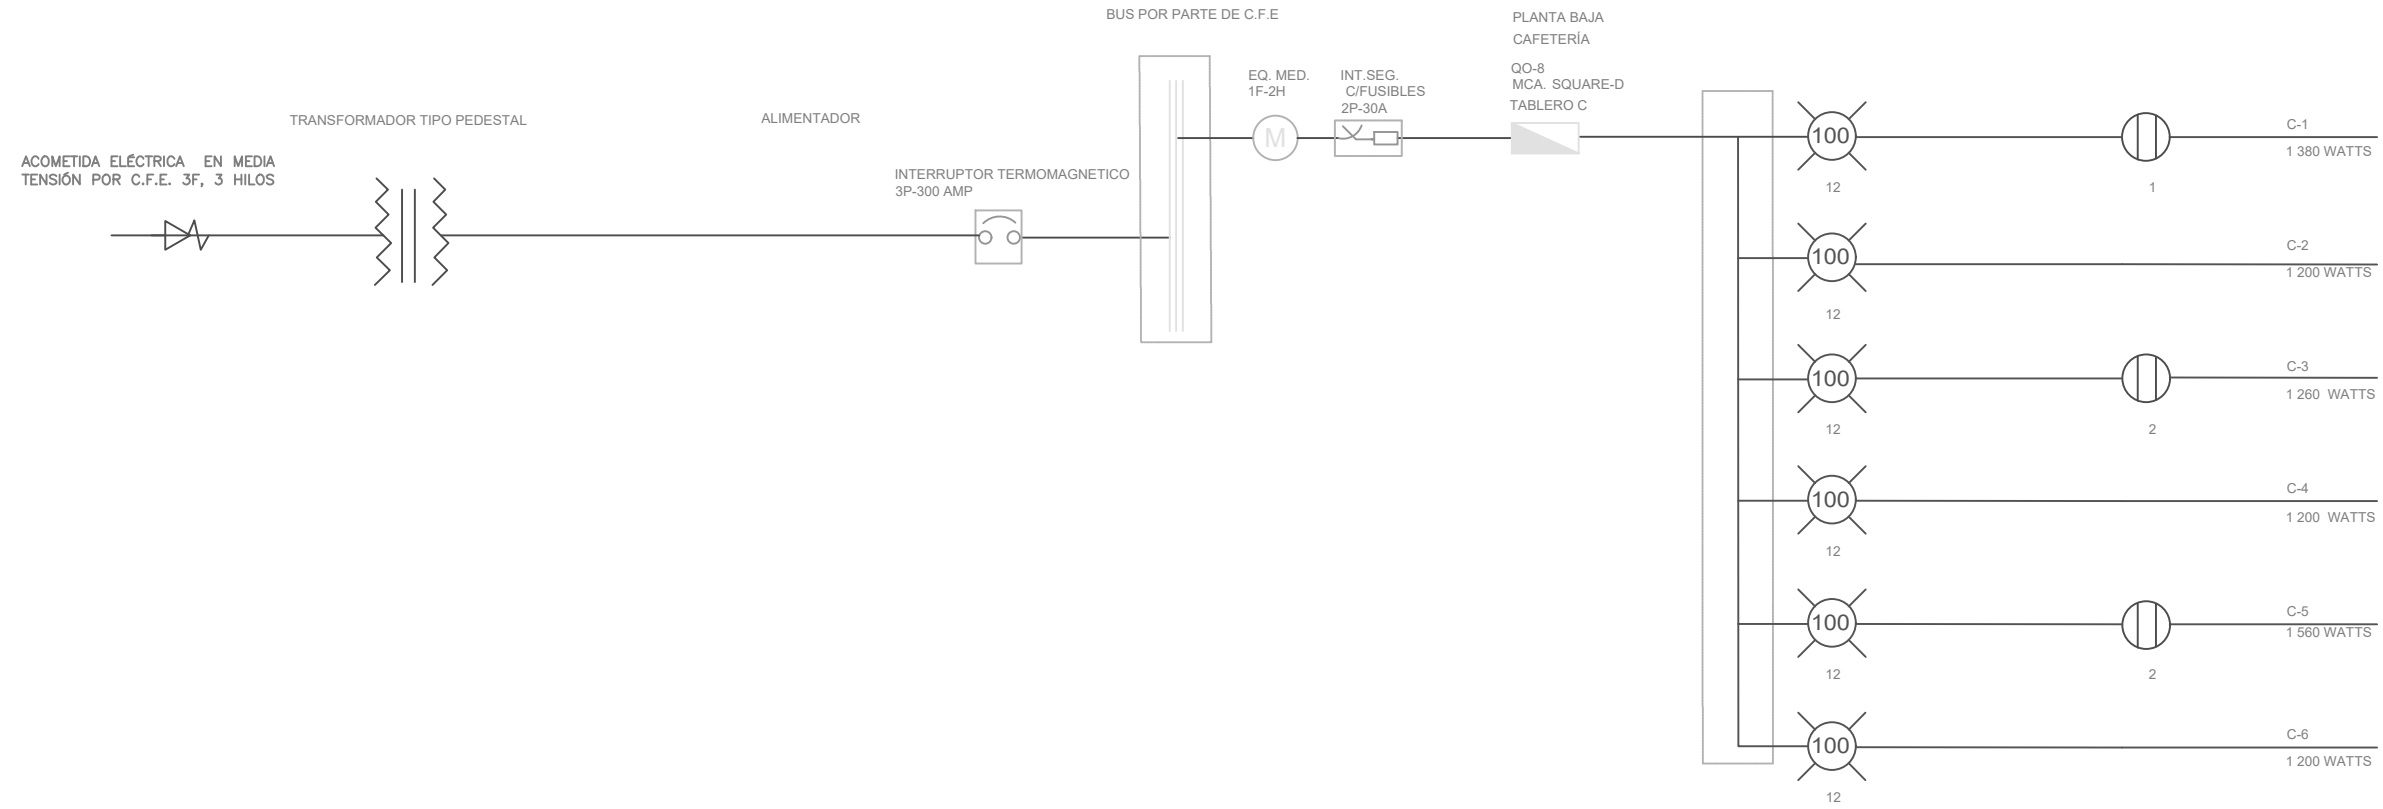 BUS POR PARTE DE C.F.E
PLANTA BAJA
CAFETERÍA
QO-8
MCA. SQUARE-D
TABLERO C
EQ. MED.
1F-2H
INT.SEG.
C/FUSIBLES
2P-30A
TRANSFORMADOR TIPO PEDESTAL
ALIMENTADOR
ACOMETIDA ELÉCTRICA EN MEDIA
TENSIÓN POR C.F.E. 3F, 3 HILOS
INTERRUPTOR TERMOMAGNETICO
3P-300 AMP
M
100
12
1
C-1
1 380 WATTS
100
12
C-2
1 200 WATTS
100
12
2
C-3
1 260 WATTS
100
12
C-4
1 200 WATTS
100
12
2
C-5
1 560 WATTS
100
12
C-6
1 200 WATTS